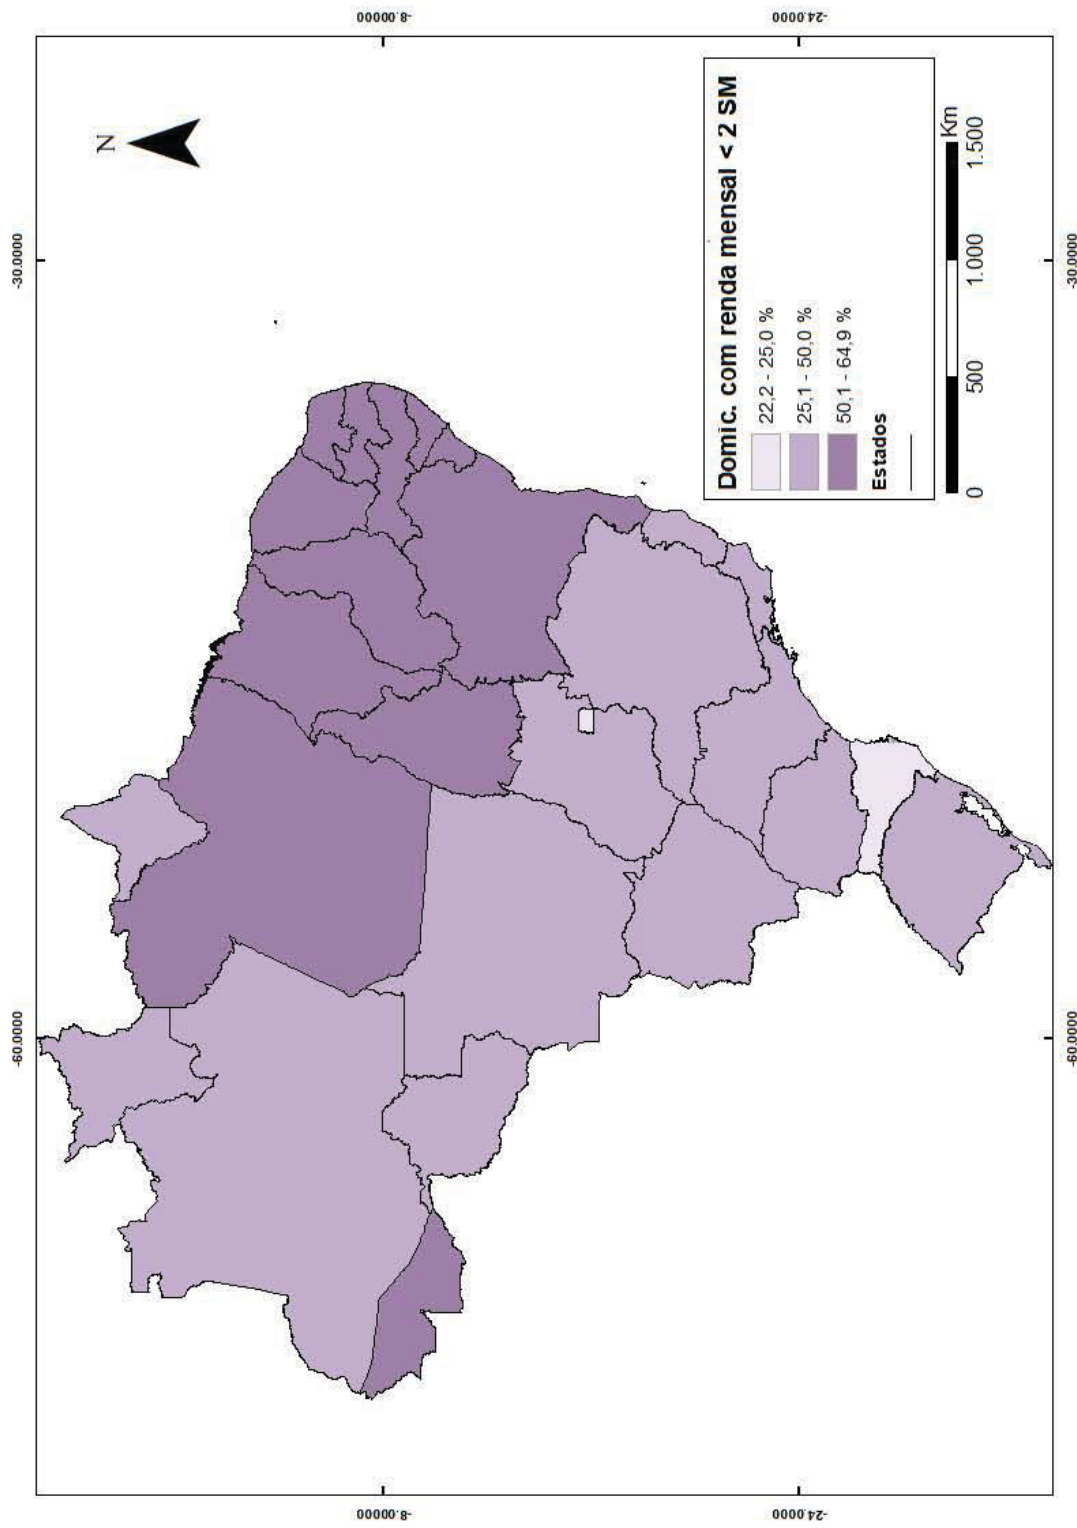 -60.0000
-30.0000
-8.00000
-8.00000
-24.0000
-24.0000
N
Domic. com renda mensal < 2 SM
22,2 - 25,0 %
25,1 - 50,0 %
50,1 - 64,9 %
Estados
Km
0 500 1.000 1.500
-60.0000
-30.0000